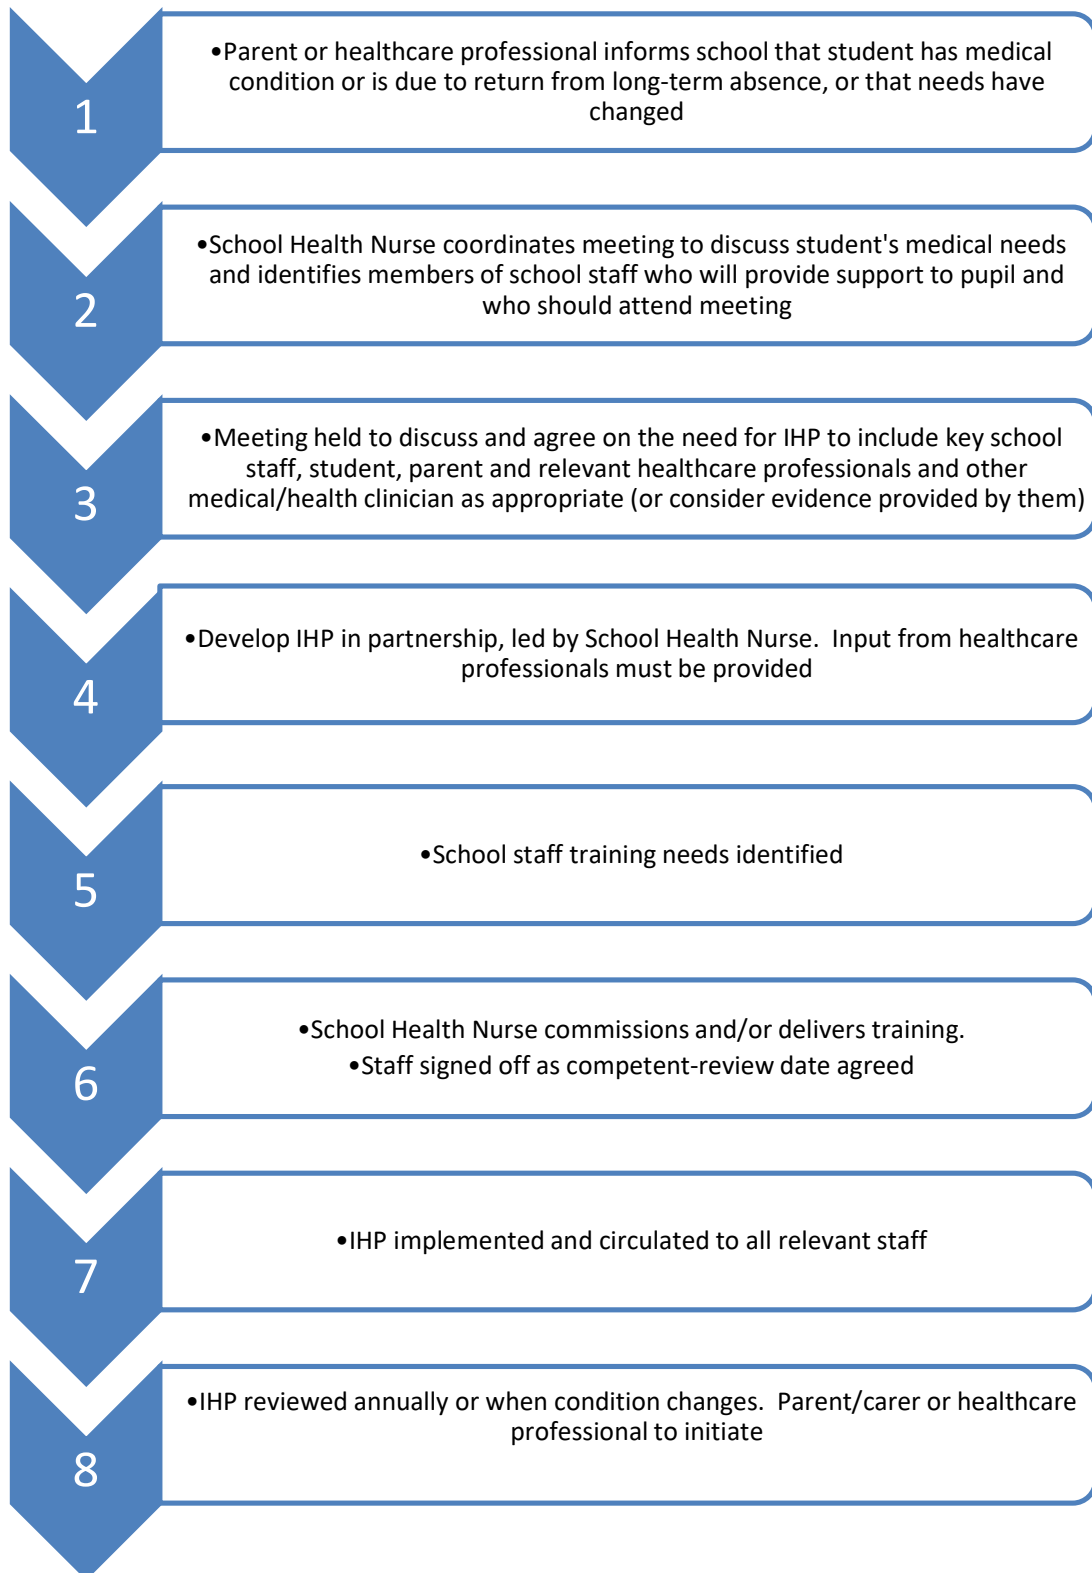 1
•Parent or healthcare professional informs school that student has medical
condition or is due to return from long-term absence, or that needs have
changed
2
•School Health Nurse coordinates meeting to discuss student's medical needs
and identifies members of school staff who will provide support to pupil and
who should attend meeting
3
•Meeting held to discuss and agree on the need for IHP to include key school
staff, student, parent and relevant healthcare professionals and other
medical/health clinician as appropriate (or consider evidence provided by them)
4
•Develop IHP in partnership, led by School Health Nurse.  Input from healthcare
professionals must be provided
5
•School staff training needs identified
6
•School Health Nurse commissions and/or delivers training.
•Staff signed off as competent-review date agreed
7
•IHP implemented and circulated to all relevant staff
8
•IHP reviewed annually or when condition changes.  Parent/carer or healthcare
professional to initiate